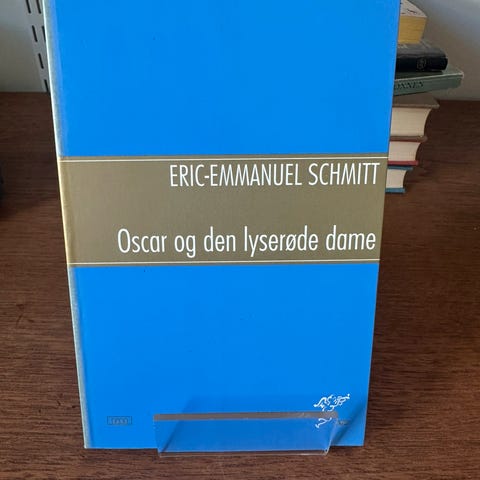 ERIC-EMMANUEL SCHMITT
Oscar og den lyserøde dame